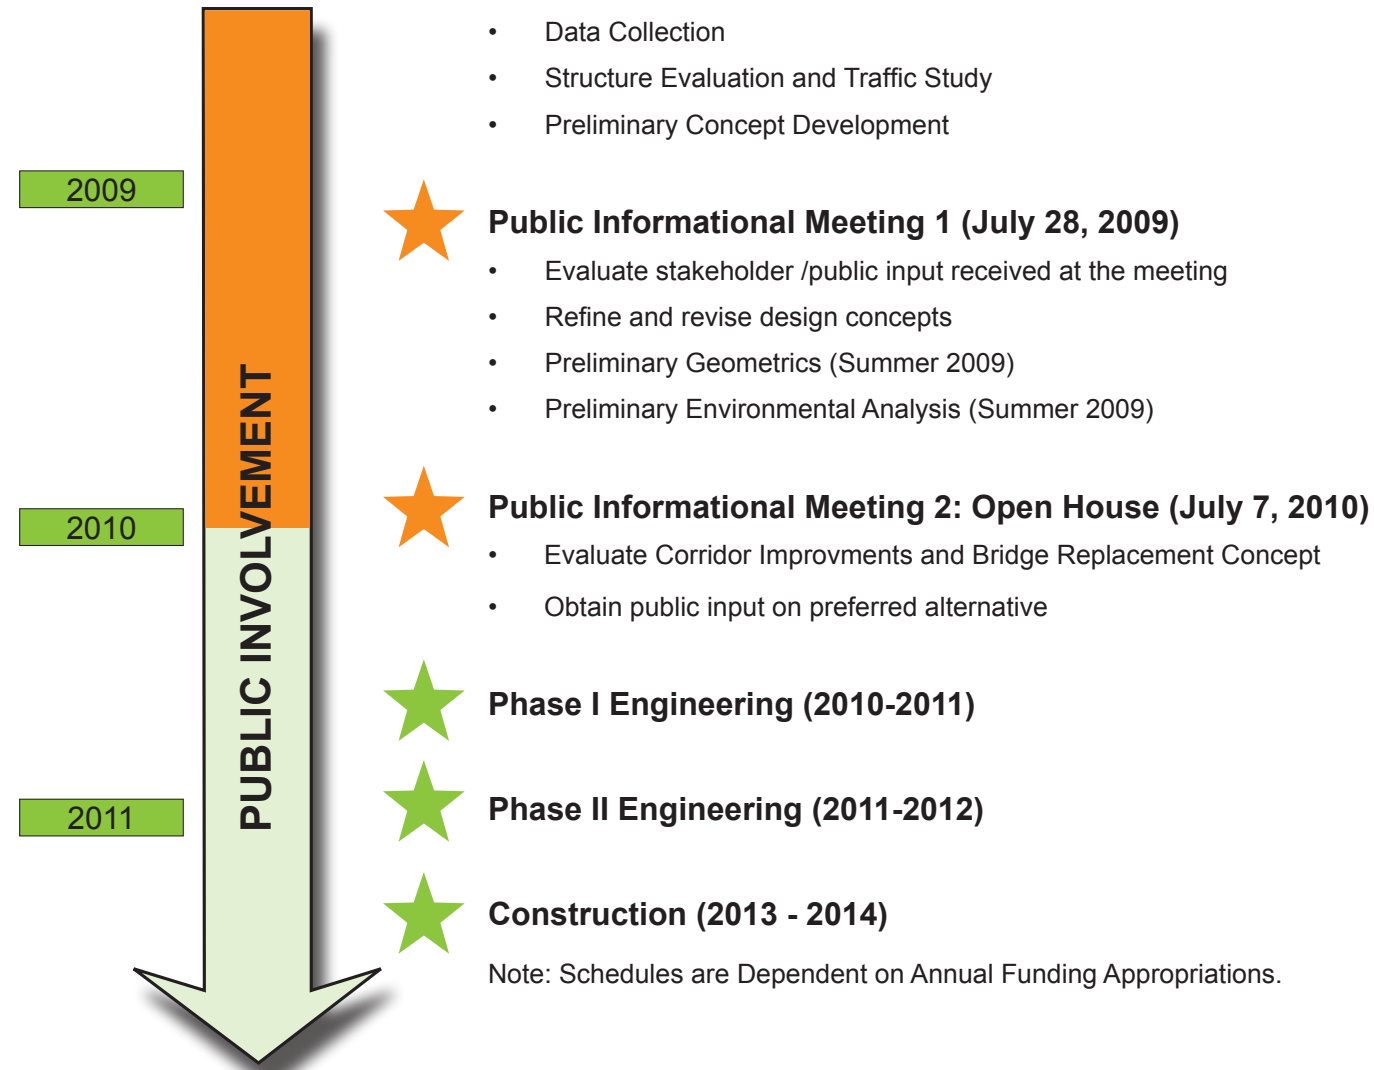 • Data Collection
• Structure Evaluation and Traffic Study
• Preliminary Concept Development
2009
Public Informational Meeting 1 (July 28, 2009)
• Evaluate stakeholder /public input received at the meeting
• Refine and revise design concepts
• Preliminary Geometrics (Summer 2009)
• Preliminary Environmental Analysis (Summer 2009)
PUBLIC INVOLVEMENT
2010
Public Informational Meeting 2: Open House (July 7, 2010)
• Evaluate Corridor Improvments and Bridge Replacement Concept
• Obtain public input on preferred alternative
Phase I Engineering (2010-2011)
2011
Phase II Engineering (2011-2012)
Construction (2013 - 2014)
Note: Schedules are Dependent on Annual Funding Appropriations.